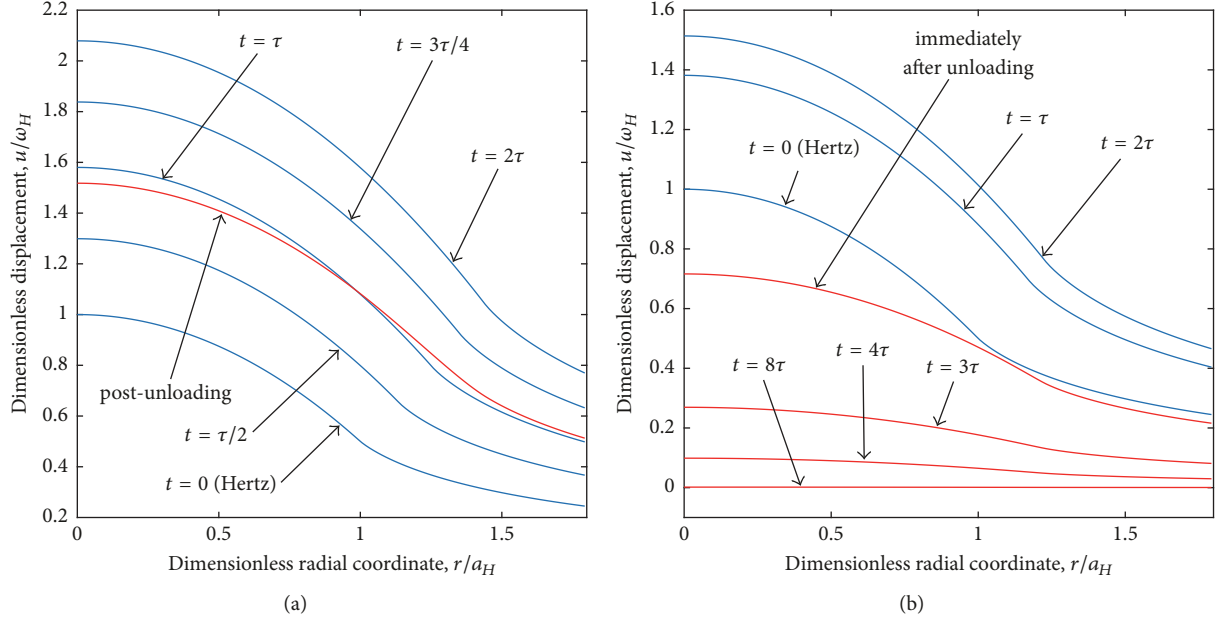 2.2
2
1.8
1.6
1.4
1.2
1
0.8
0.6
0.4
0.2
Dimensionless displacement, u/ω_H
t = τ
t = 3τ/4
t = 2τ
post-unloading
t = τ/2
t = 0 (Hertz)
0
0.5
1
1.5
Dimensionless radial coordinate, r/a_H
(a)
1.6
1.4
1.2
1
0.8
0.6
0.4
0.2
0
Dimensionless displacement, u/ω_H
immediately
after unloading
t = 0 (Hertz)
t = τ
t = 2τ
t = 8τ
t = 4τ
t = 3τ
0
0.5
1
1.5
Dimensionless radial coordinate, r/a_H
(b)